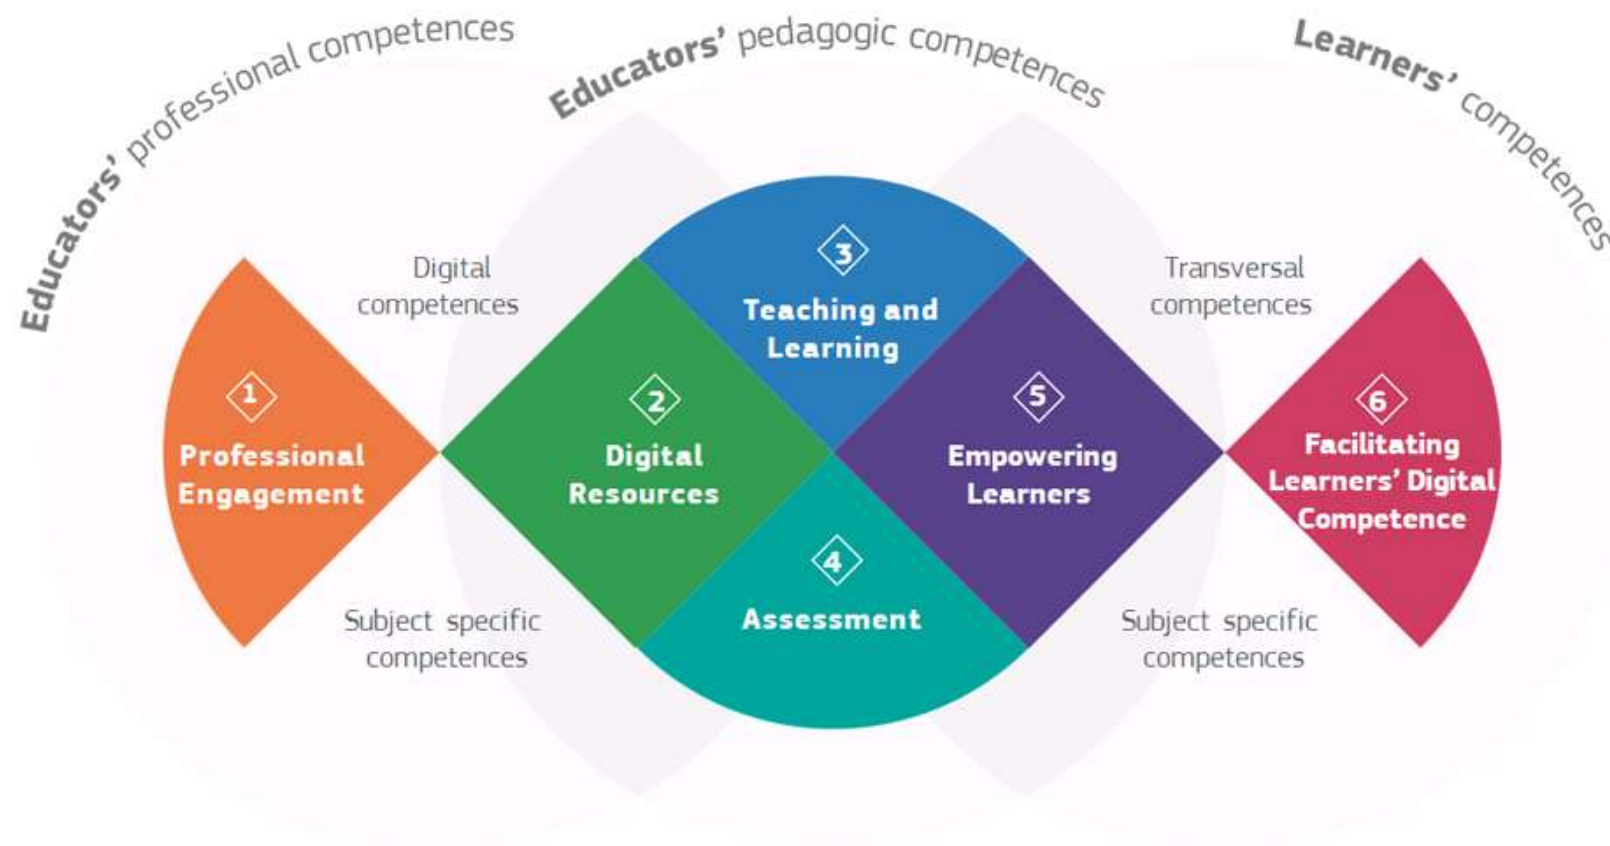 Educators' professional competences
Educators' pedagogic competences
Learners' competences
Digital
competences
Transversal
competences
1
Professional
Engagement
2
Digital
Resources
3
Teaching and
Learning
4
Assessment
5
Empowering
Learners
6
Facilitating
Learners' Digital
Competence
Subject specific
competences
Subject specific
competences